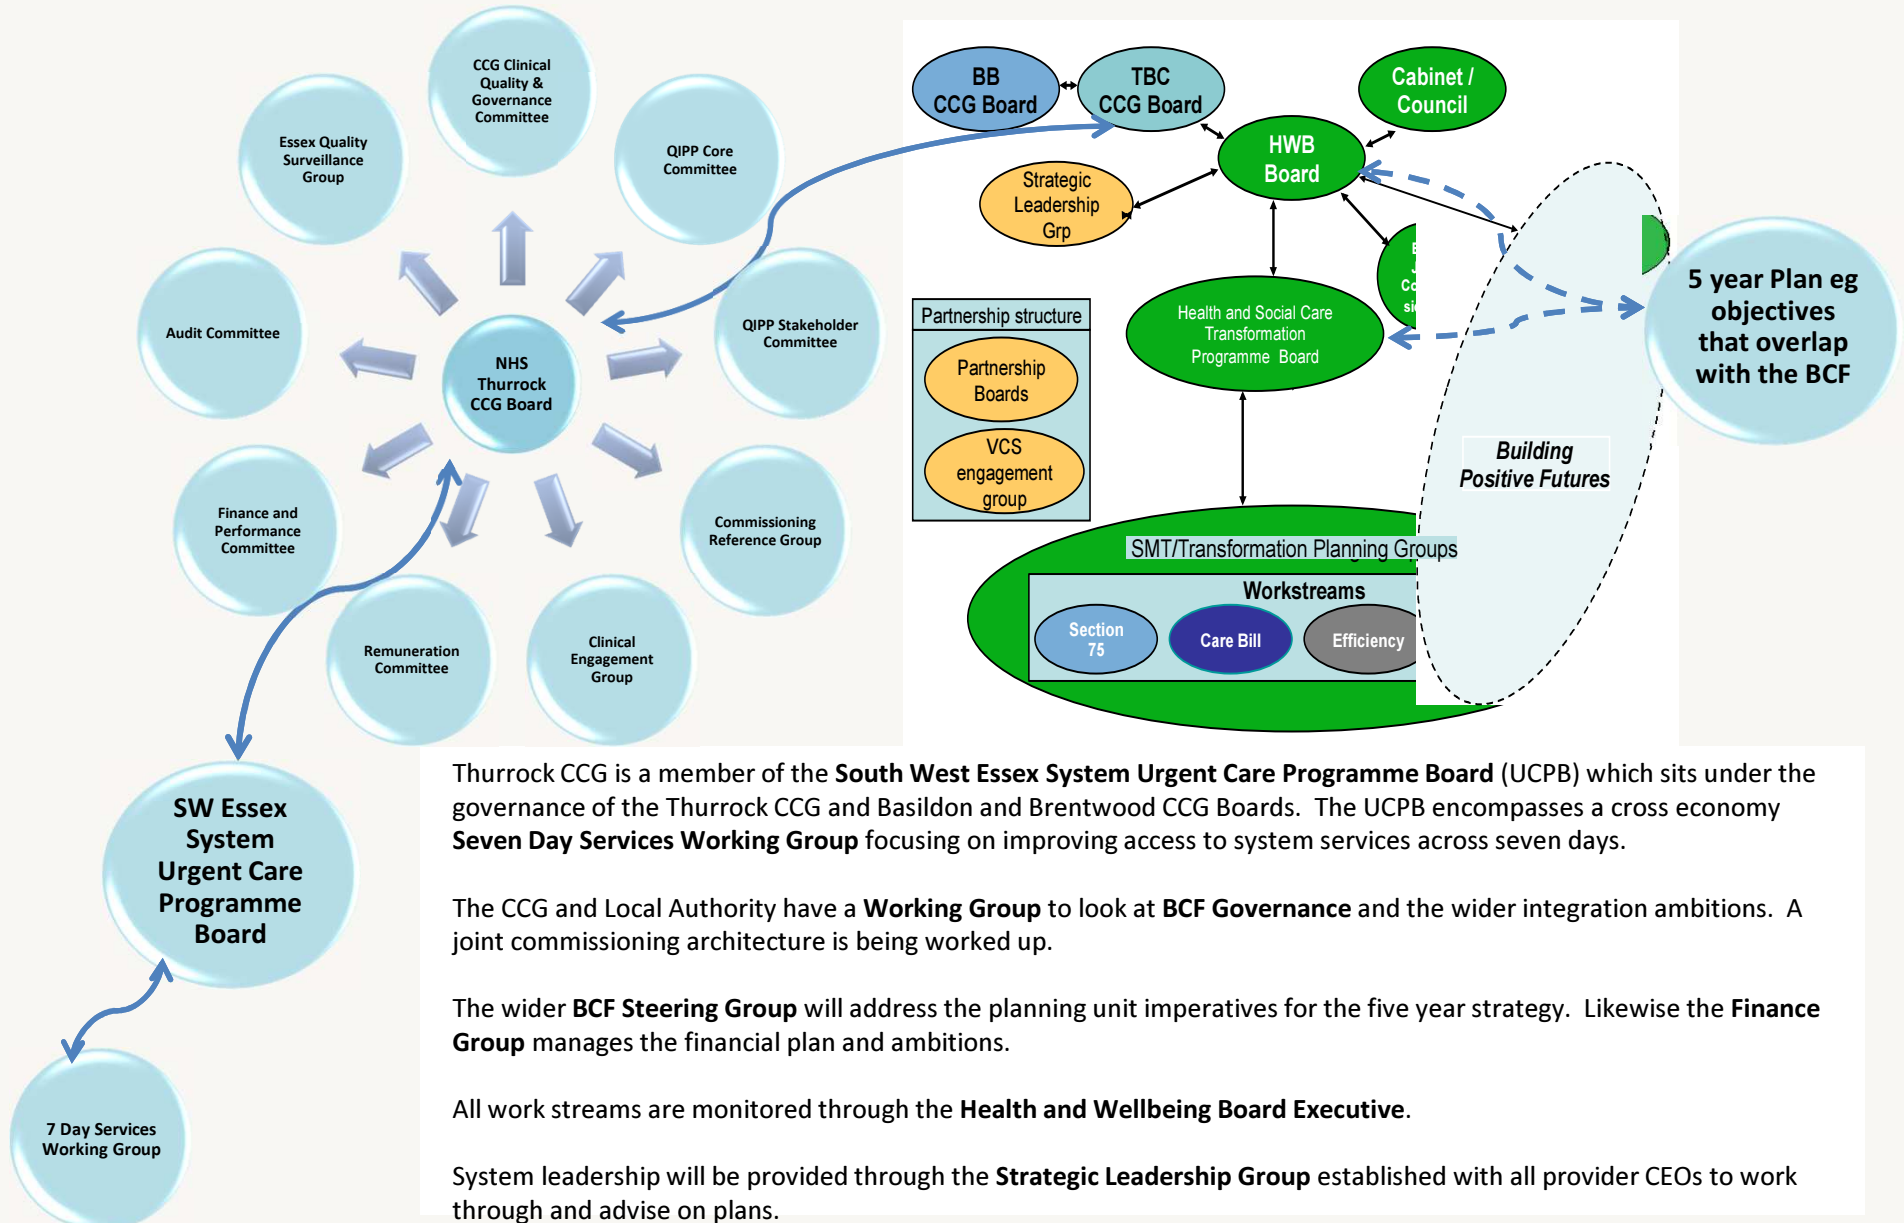 CCG Clinical
Quality &
Governance
Committee
Essex Quality
Surveillance
Group
QIPP Core
Committee
Audit Committee
QIPP Stakeholder
Committee
NHS
Thurrock
CCG Board
Finance and
Performance
Committee
Commissioning
Reference Group
Remuneration
Committee
Clinical
Engagement
Group
SW Essex
System
Urgent Care
Programme
Board
7 Day Services
Working Group
BB
CCG Board
TBC
CCG Board
Cabinet /
Council
HWB
Board
Strategic
Leadership
Grp
Partnership structure
Partnership
Boards
VCS
engagement
group
Health and Social Care
Transformation
Programme Board
Building
Positive Futures
5 year Plan eg
objectives
that overlap
with the BCF
SMT/Transformation Planning Groups
Workstreams
Section
75
Care Bill
Efficiency
Thurrock CCG is a member of the South West Essex System Urgent Care Programme Board (UCPB) which sits under the
governance of the Thurrock CCG and Basildon and Brentwood CCG Boards. The UCPB encompasses a cross economy
Seven Day Services Working Group focusing on improving access to system services across seven days.
The CCG and Local Authority have a Working Group to look at BCF Governance and the wider integration ambitions. A
joint commissioning architecture is being worked up.
The wider BCF Steering Group will address the planning unit imperatives for the five year strategy. Likewise the Finance
Group manages the financial plan and ambitions.
All work streams are monitored through the Health and Wellbeing Board Executive.
System leadership will be provided through the Strategic Leadership Group established with all provider CEOs to work
through and advise on plans.